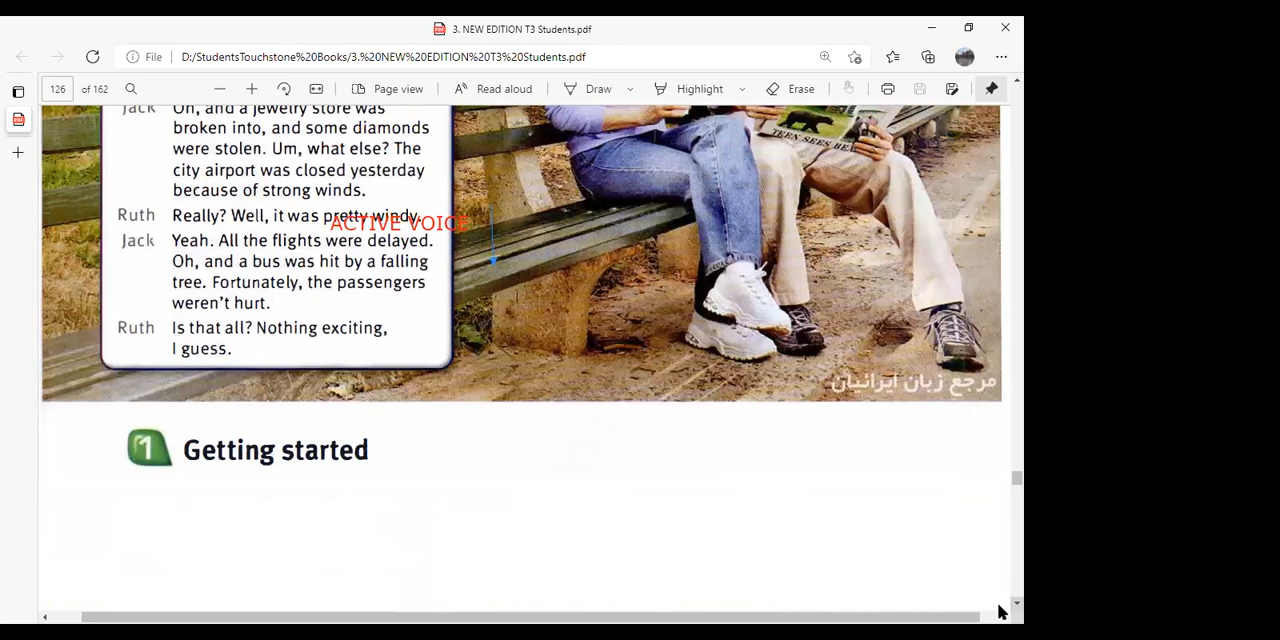 3. NEW EDITION T3 Students.pdf
File D:/StudentsTouchstone%20Books/3.%20NEW%20EDITION%20T3%20Students.pdf
126 of 162 Page view Read aloud Draw Highlight Erase
Jack Oh, and a jewelry store was
broken into, and some diamonds
were stolen. Um, what else? The
city airport was closed yesterday
because of strong winds.
Ruth Really? Well, it was pretty windy.
ACTIVE VOICE
Jack Yeah. All the flights were delayed.
Oh, and a bus was hit by a falling
tree. Fortunately, the passengers
weren't hurt.
Ruth Is that all? Nothing exciting,
I guess.
TEEN SEES
مرجع زبان ایرانیان
1 Getting started